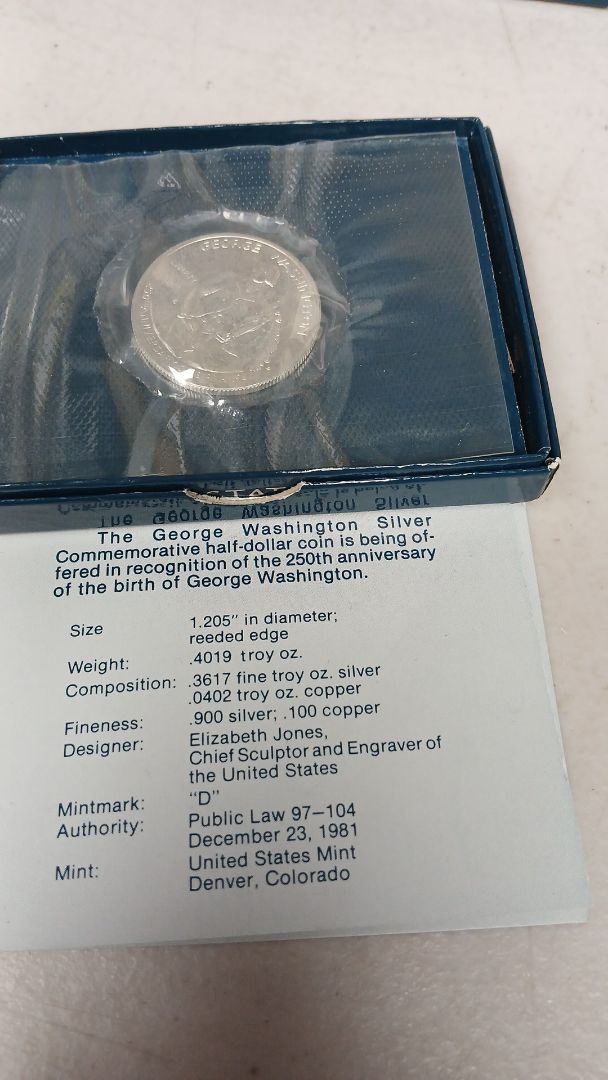 GEORGE WASHINGTON
The George Washington Silver
The George Washington Silver
Commemorative half-dollar coin is being of-
fered in recognition of the 250th anniversary
of the birth of George Washington.
Size 1.205" in diameter;
reeded edge
Weight: .4019 troy oz.
Composition: .3617 fine troy oz. silver
.0402 troy oz. copper
Fineness: .900 silver; .100 copper
Designer: Elizabeth Jones,
Chief Sculptor and Engraver of
the United States
Mintmark: "D"
Authority: Public Law 97–104
December 23, 1981
Mint: United States Mint
Denver, Colorado